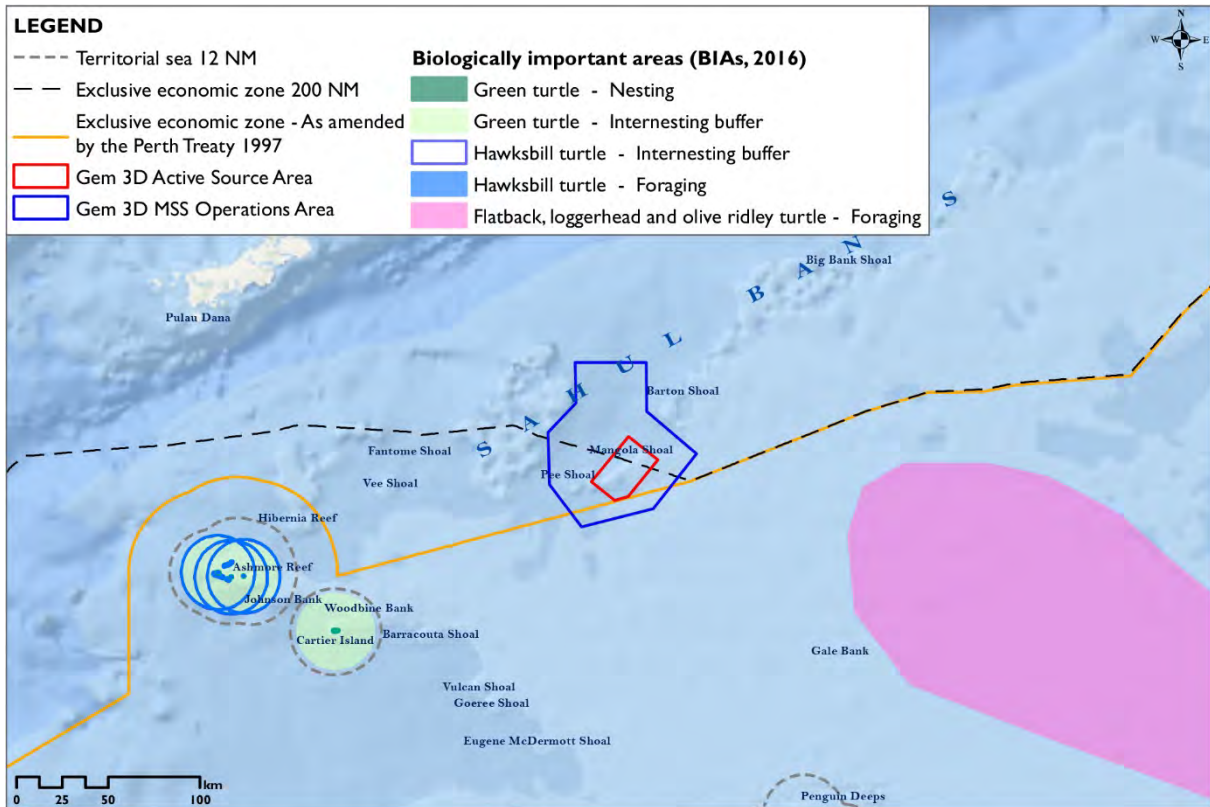 LEGEND
Territorial sea 12 NM
Exclusive economic zone 200 NM
Exclusive economic zone - As amended
by the Perth Treaty 1997
Gem 3D Active Source Area
Gem 3D MSS Operations Area
Biologically important areas (BIAs, 2016)
Green turtle - Nesting
Green turtle - Internesting buffer
Hawksbill turtle - Internesting buffer
Hawksbill turtle - Foraging
Flatback, loggerhead and olive ridley turtle - Foraging
N
W E
S
SAHUL BANKS
Big Bank Shoal
Pulau Dana
Barton Shoal
Fantome Shoal
Mangola Shoal
Pee Shoal
Vee Shoal
Hibernia Reef
Ashmore Reef
Johnson Bank
Woodbine Bank
Cartier Island
Barracouta Shoal
Gale Bank
Vulcan Shoal
Goeree Shoal
Eugene McDermott Shoal
Penguin Deeps
km
0 25 50 100